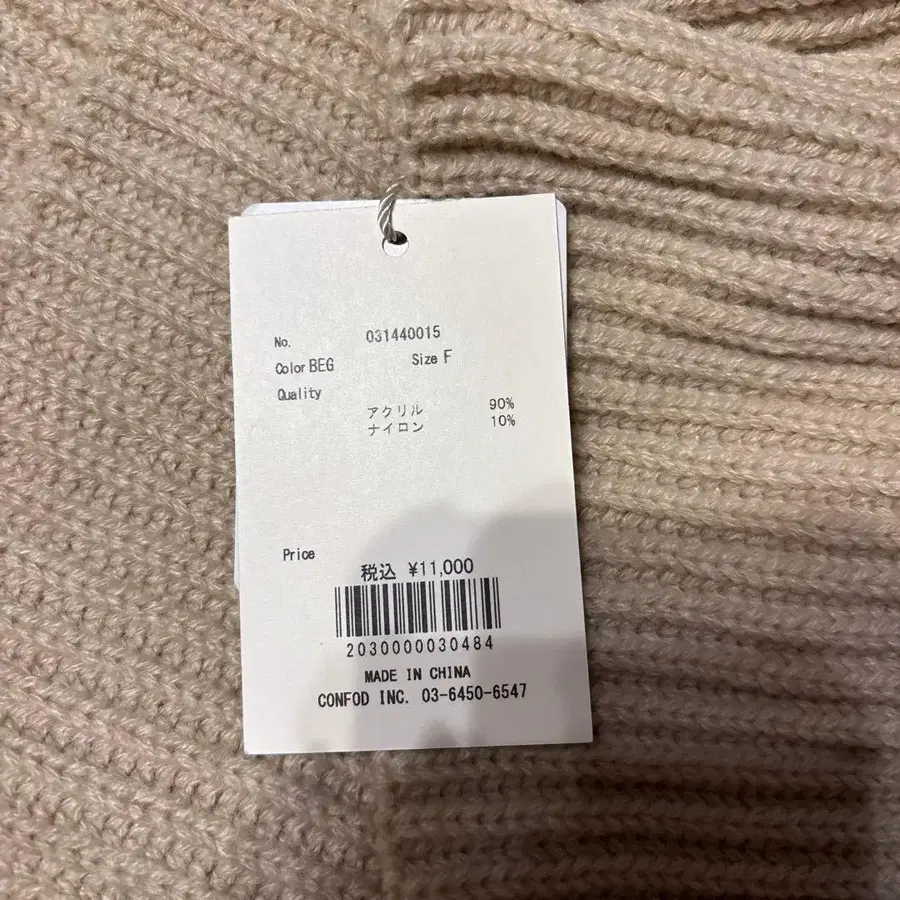 No. 031440015
Color BEG Size F
Quality
アクリル 90%
ナイロン 10%
Price
税込 ¥11,000
2030000030484
MADE IN CHINA
CONFOD INC. 03-6450-6547